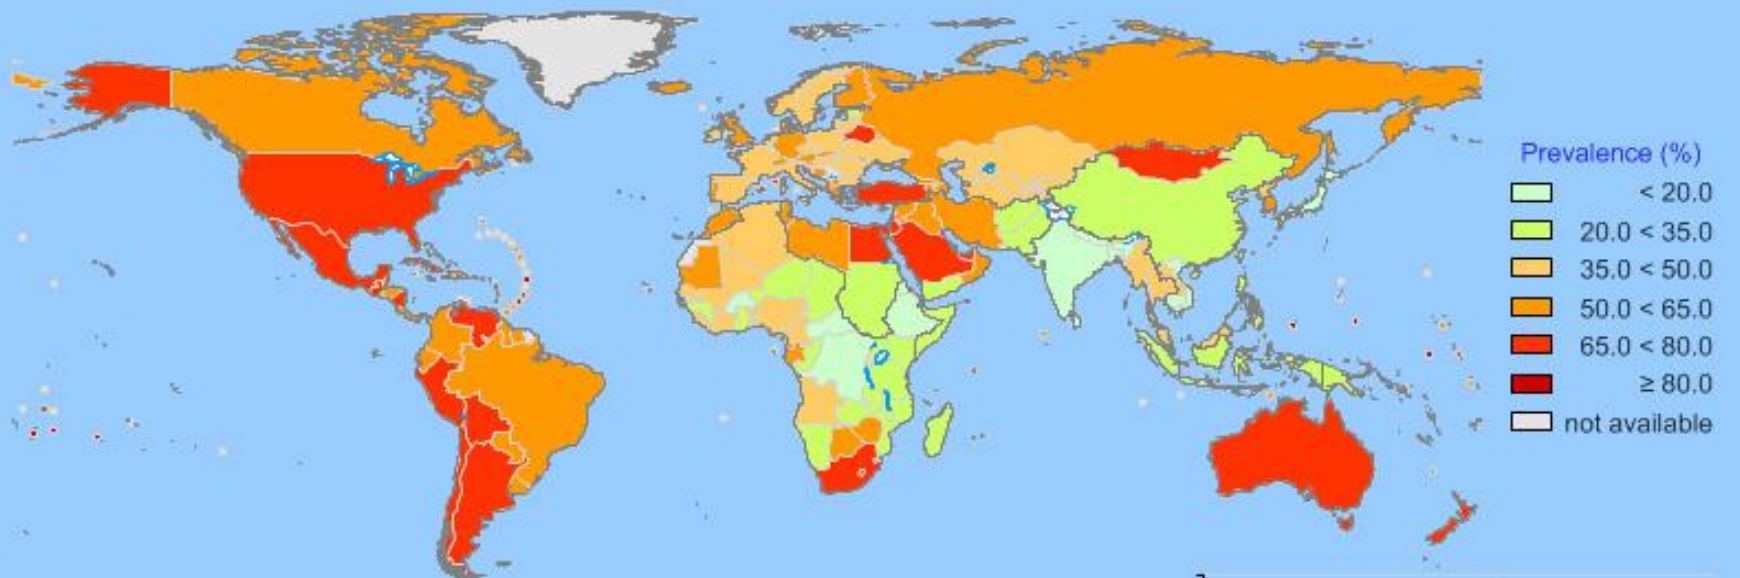 Prevalence (%)
< 20.0
20.0 < 35.0
35.0 < 50.0
50.0 < 65.0
65.0 < 80.0
≥ 80.0
not available